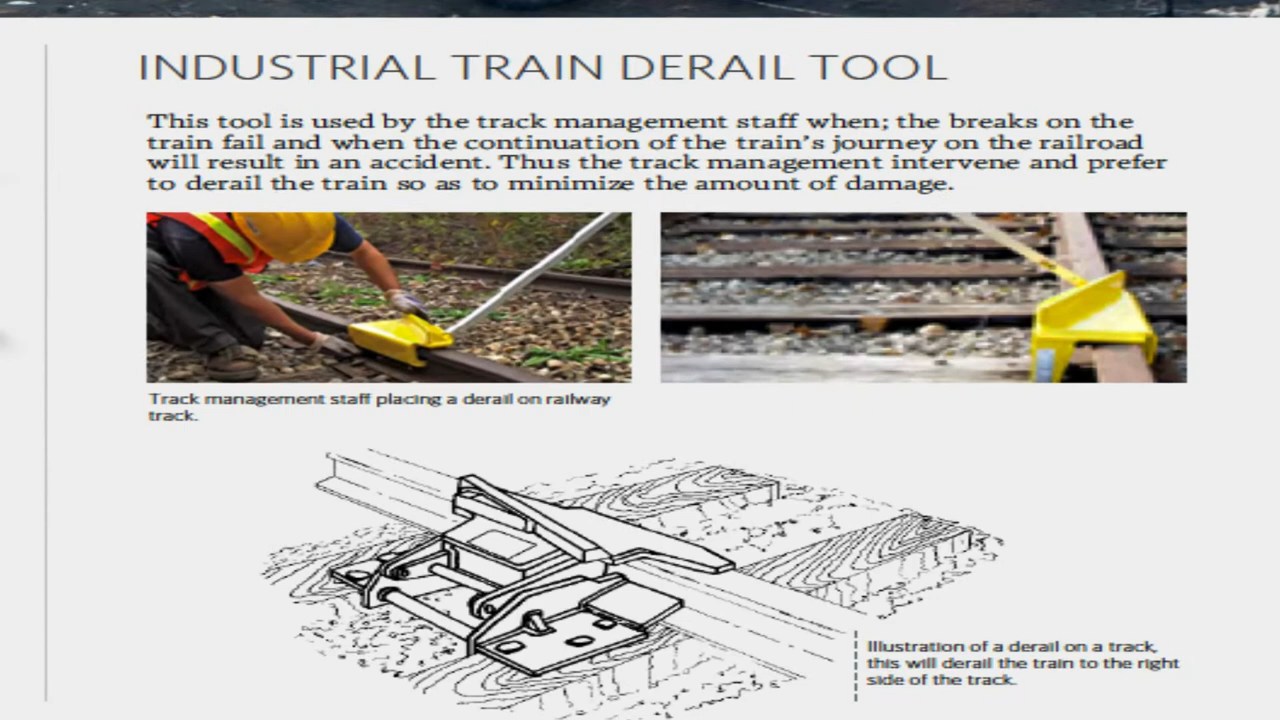 INDUSTRIAL TRAIN DERAIL TOOL
This tool is used by the track management staff when; the breaks on the
train fail and when the continuation of the train's journey on the railroad
will result in an accident. Thus the track management intervene and prefer
to derail the train so as to minimize the amount of damage.
Track management staff placing a derail on railway
track.
Illustration of a derail on a track,
this will derail the train to the right
side of the track.